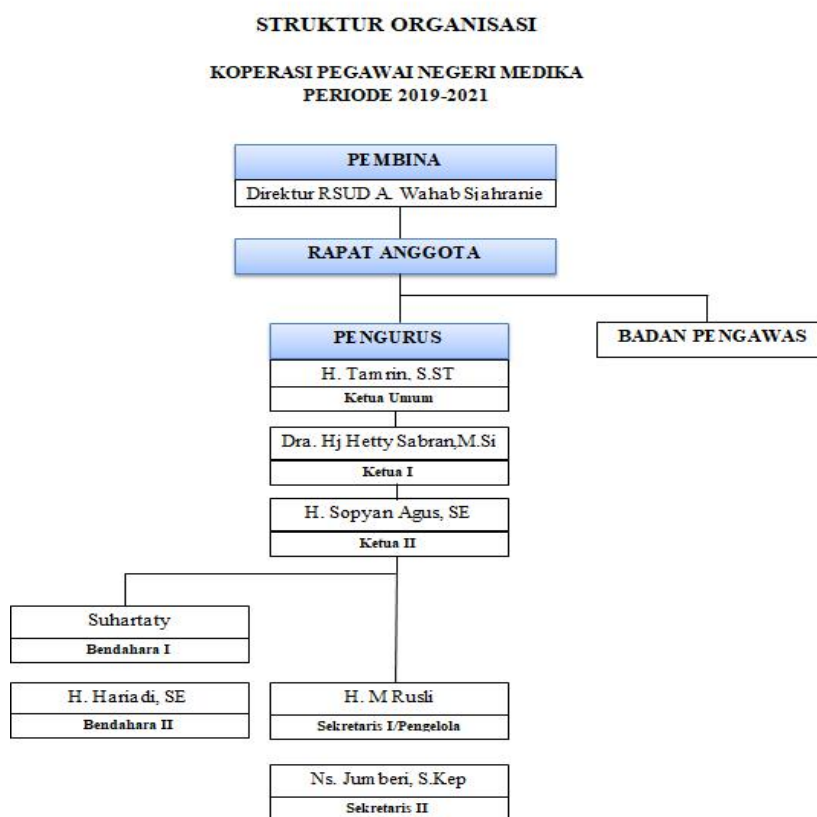 STRUKTUR ORGANISASI
KOPERASI PEGAWAI NEGERI MEDIKA
PERIODE 2019-2021
PEMBINA
Direktur RSUD A. Wahab Sjahranie
RAPAT ANGGOTA
PENGURUS
BADAN PENGAWAS
H. Tamrin, S.ST
Ketua Umum
Dra. Hj Hetty Sabran,M.Si
Ketua I
H. Sopyan Agus, SE
Ketua II
Suhartaty
Bendahara I
H. Hariadi, SE
Bendahara II
H. M Rusli
Sekretaris I/Pengelola
Ns. Jumberi, S.Kep
Sekretaris II